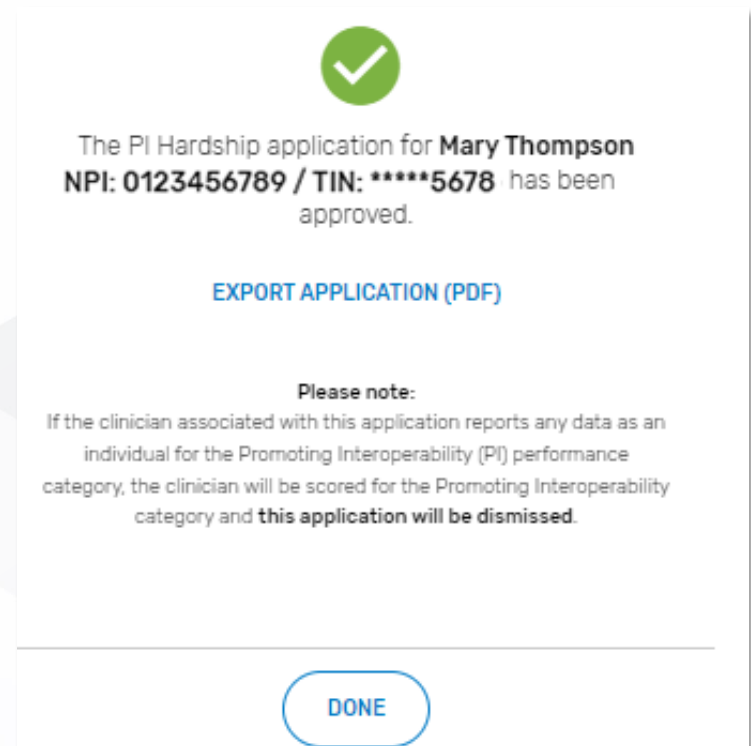 The PI Hardship application for Mary Thompson
NPI: 0123456789 / TIN: *****5678 has been
approved.
EXPORT APPLICATION (PDF)
Please note:
If the clinician associated with this application reports any data as an
individual for the Promoting Interoperability (PI) performance
category, the clinician will be scored for the Promoting Interoperability
category and this application will be dismissed.
DONE